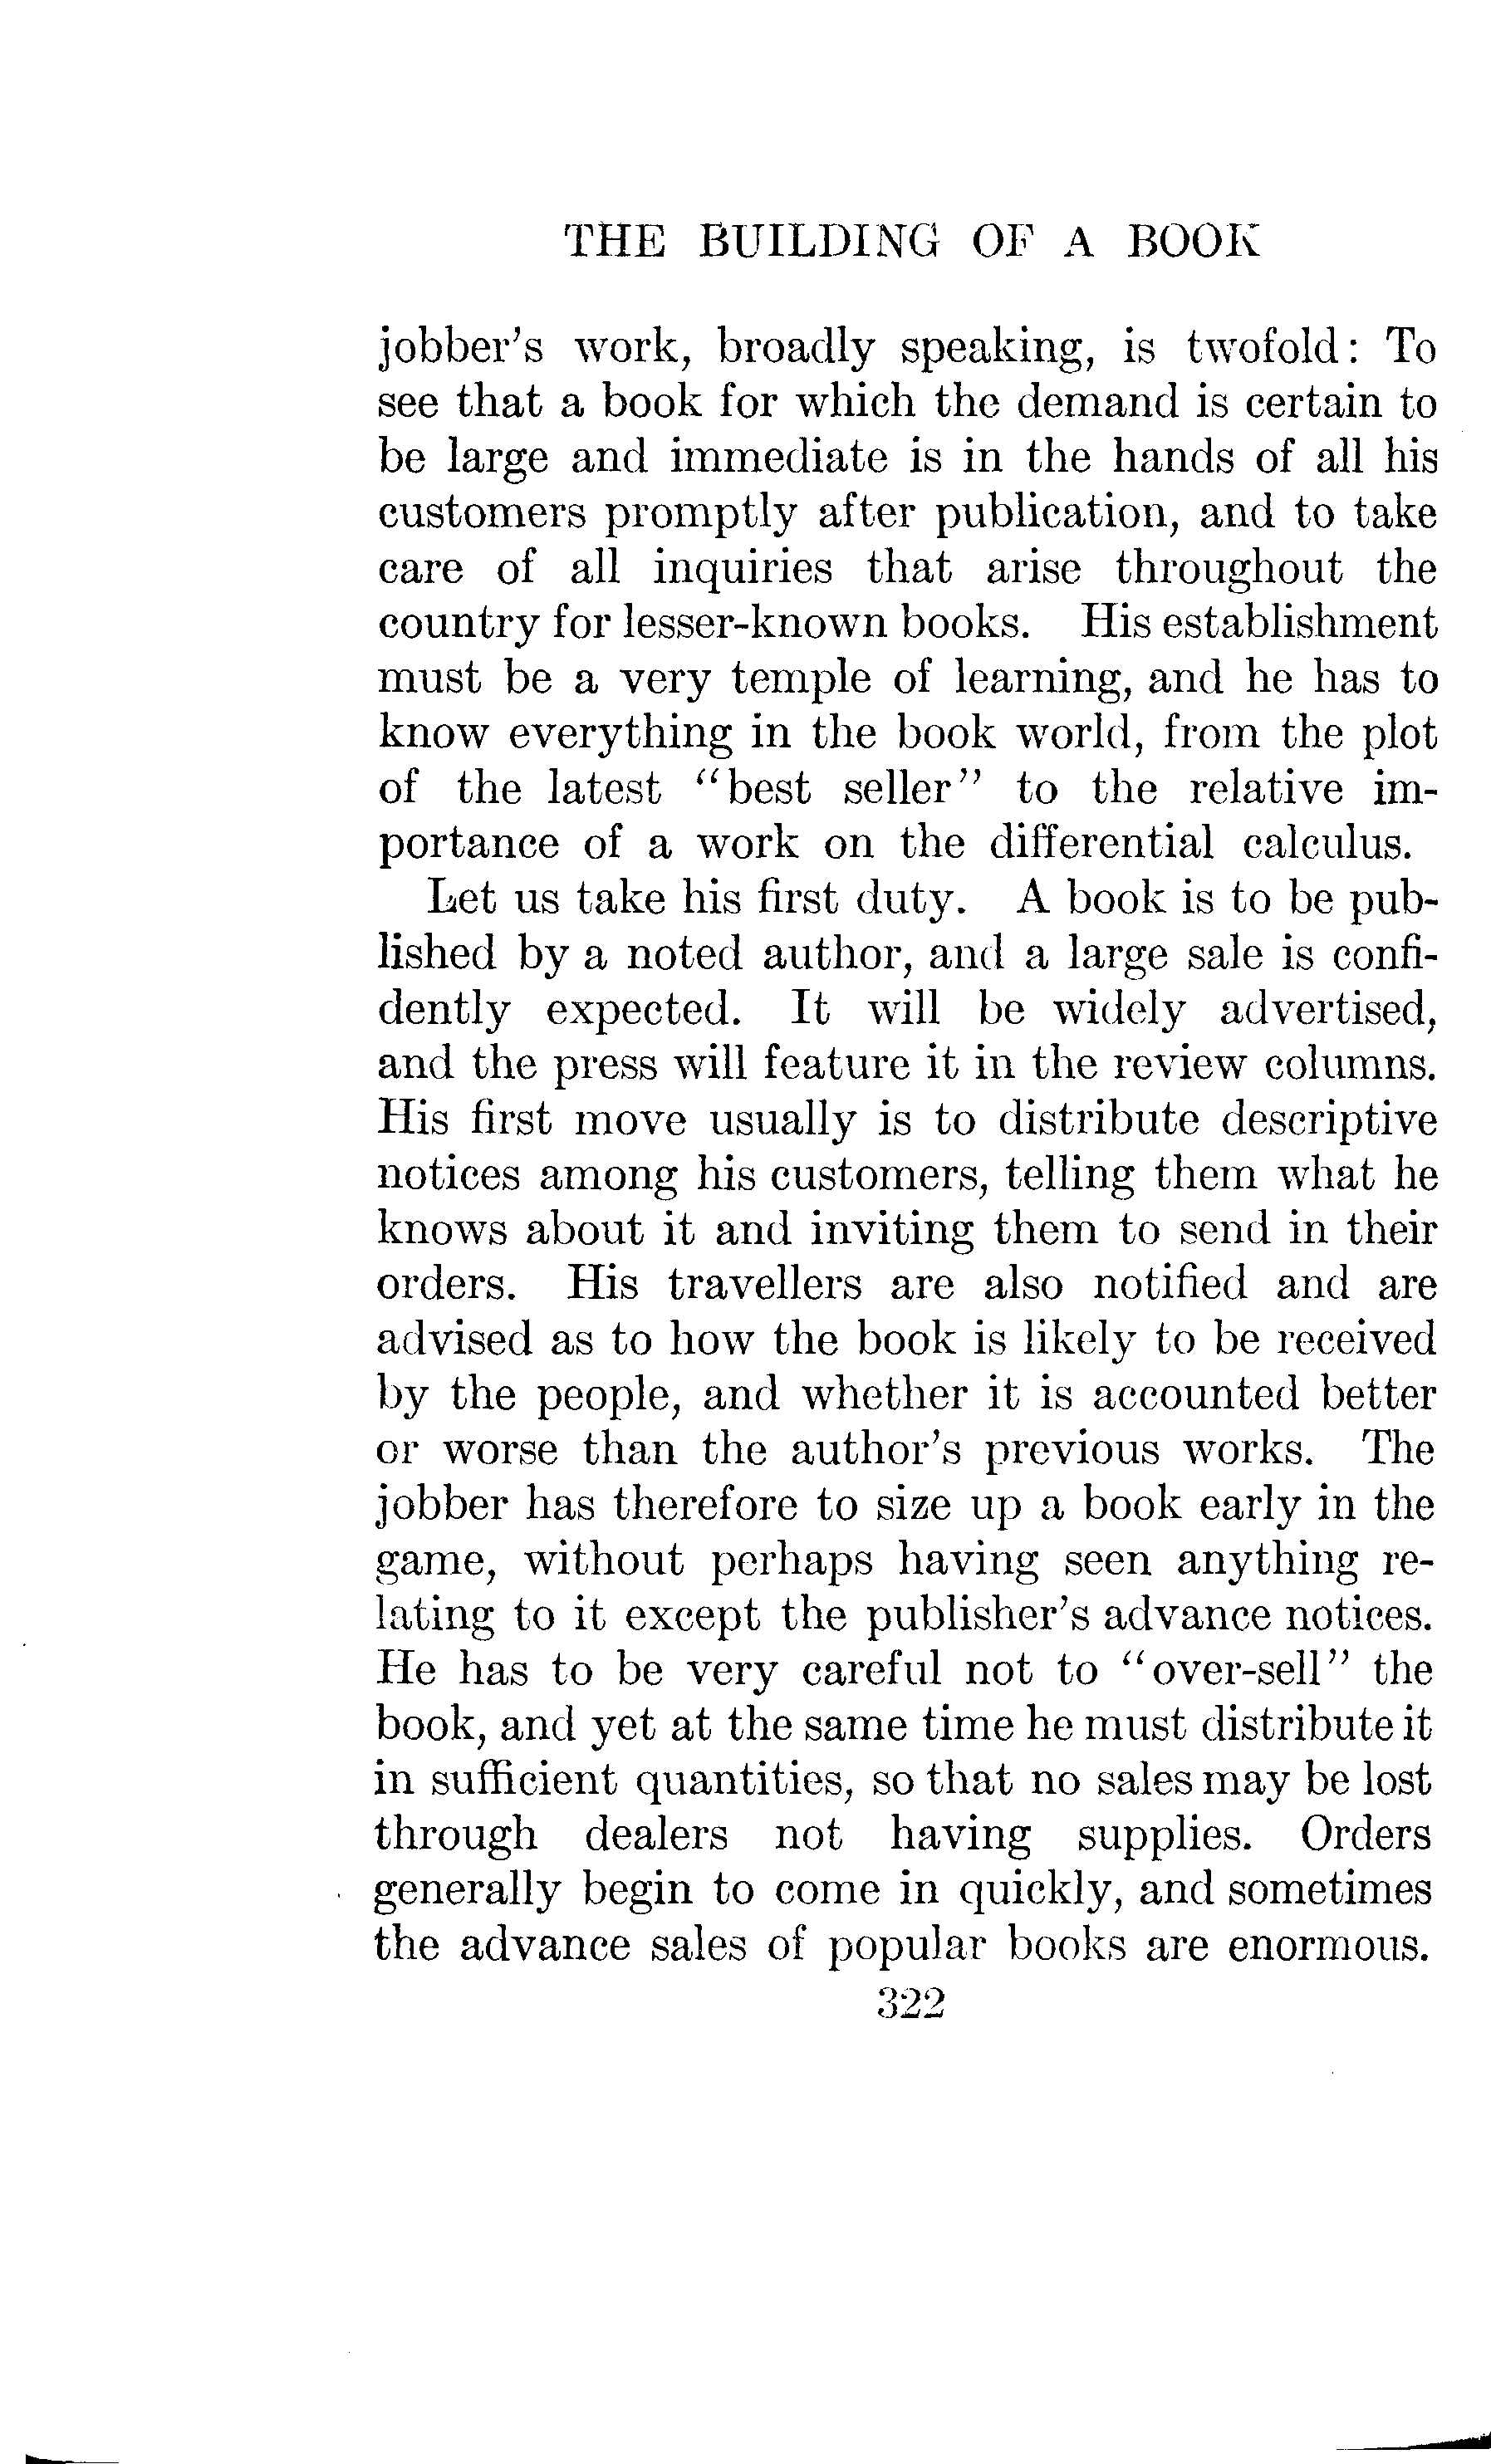 THE BUILDING OF A BOOK
jobber's work, broadly speaking, is twofold: To
see that a book for which the demand is certain to
be large and immediate is in the hands of all his
customers promptly after publication, and to take
care of all inquiries that arise throughout the
country for lesser-known books. His establishment
must be a very temple of learning, and he has to
know everything in the book world, from the plot
of the latest "best seller" to the relative im-
portance of a work on the differential calculus.
Let us take his first duty. A book is to be pub-
lished by a noted author, and a large sale is confi-
dently expected. It will be widely advertised,
and the press will feature it in the review columns.
His first move usually is to distribute descriptive
notices among his customers, telling them what he
knows about it and inviting them to send in their
orders. His travellers are also notified and are
advised as to how the book is likely to be received
by the people, and whether it is accounted better
or worse than the author's previous works. The
jobber has therefore to size up a book early in the
game, without perhaps having seen anything re-
lating to it except the publisher's advance notices.
He has to be very careful not to "over-sell" the
book, and yet at the same time he must distribute it
in sufficient quantities, so that no sales may be lost
through dealers not having supplies. Orders
generally begin to come in quickly, and sometimes
the advance sales of popular books are enormous.
322